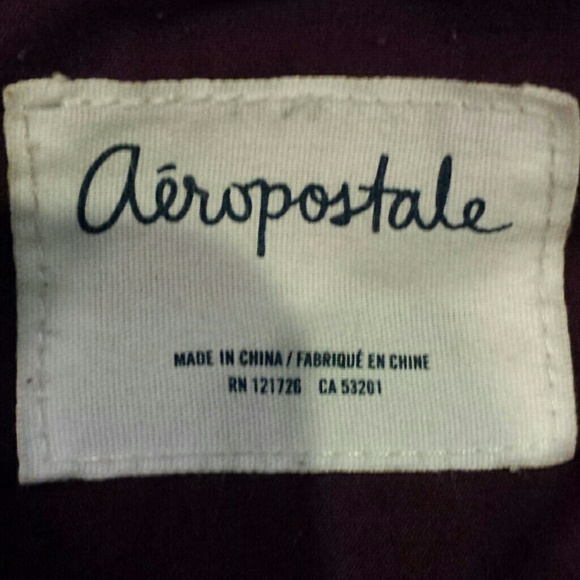 Aéropostale
MADE IN CHINA / FABRIQUÉ EN CHINE
RN 121726 CA 53201